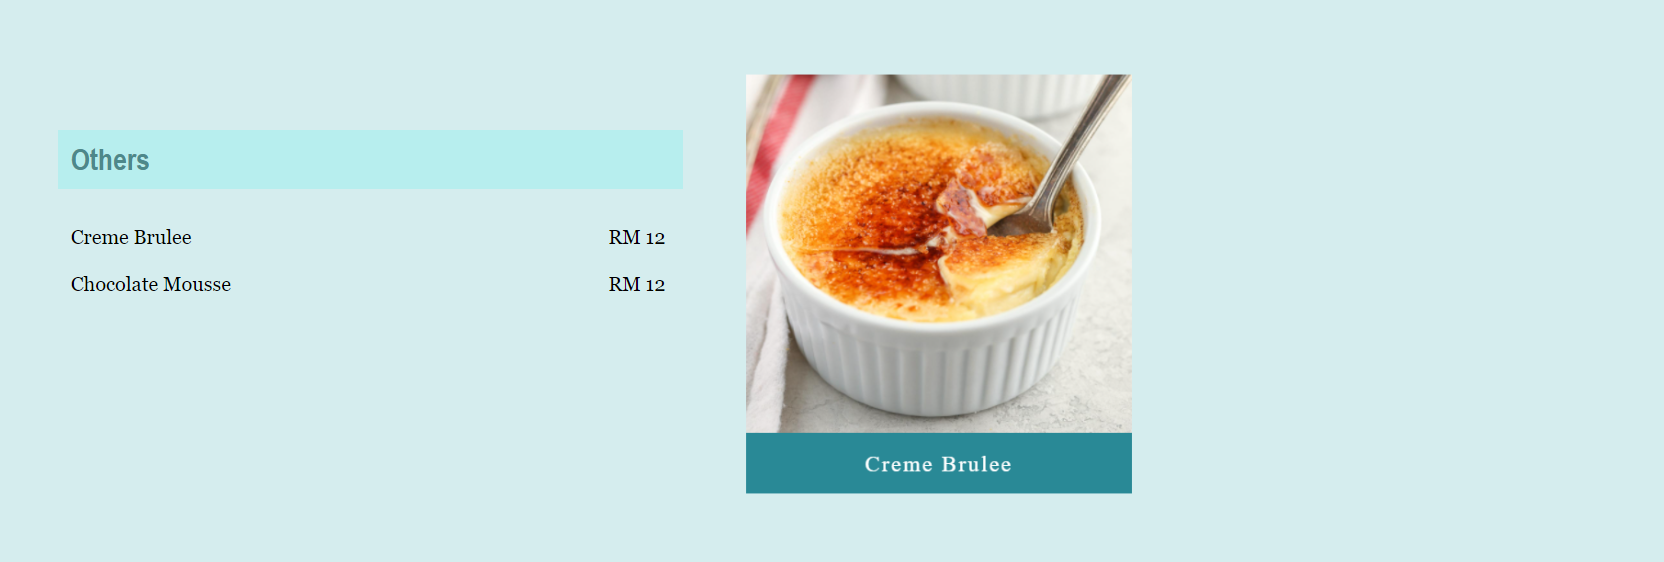 Others
Creme Brulee RM 12
Chocolate Mousse RM 12
Creme Brulee